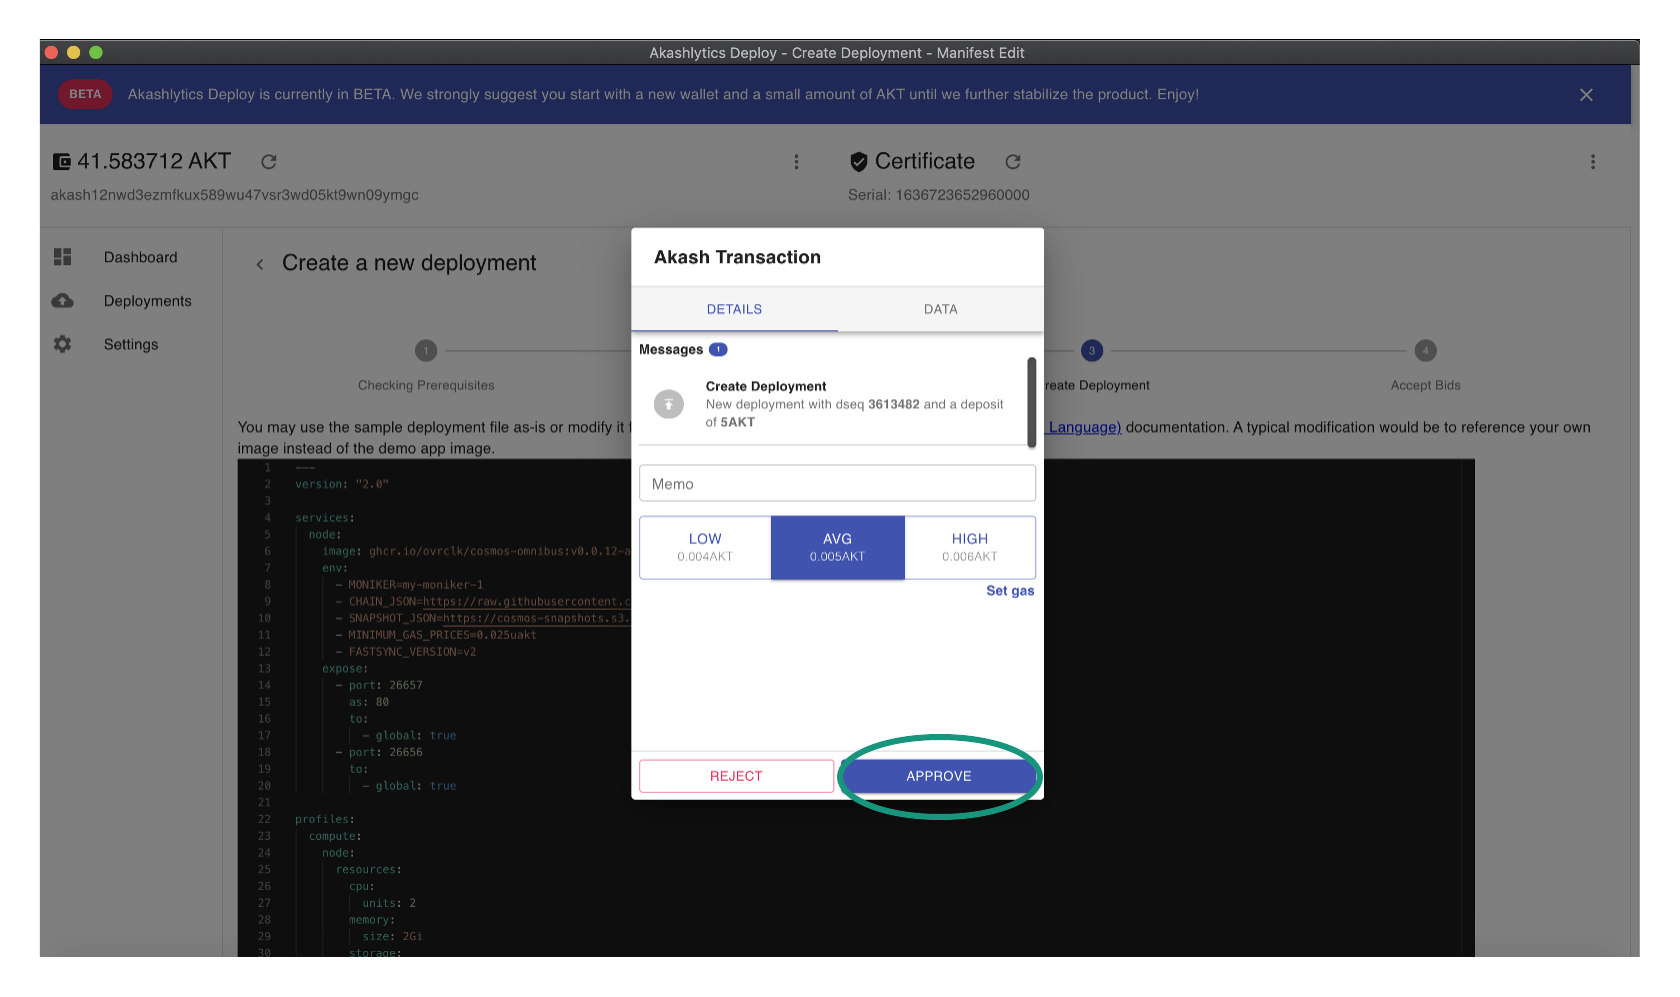 Akashlytics Deploy - Create Deployment - Manifest Edit
BETA
Akashlytics Deploy is currently in BETA. We strongly suggest you start with a new wallet and a small amount of AKT until we further stabilize the product. Enjoy!
41.583712 AKT
akash12nwd3ezmfkux589wu47vsr3wd05kt9wn09ymgc
Certificate
Serial: 1636723652960000
Dashboard
Deployments
Settings
Create a new deployment
1
Checking Prerequisites
3
reate Deployment
4
Accept Bids
You may use the sample deployment file as-is or modify it
Language) documentation. A typical modification would be to reference your own
image instead of the demo app image.
1 ---
2 version: "2.0"
3
4 services:
5 node:
6 image: ghcr.io/ovrclk/cosmos-omnibus:v0.0.12-a
7 env:
8 - MONIKER=my-moniker-1
9 - CHAIN_JSON=https://raw.githubusercontent.c
10 - SNAPSHOT_JSON=https://cosmos-snapshots.s3.
11 - MINIMUM_GAS_PRICES=0.025uakt
12 - FASTSYNC_VERSION=v2
13 expose:
14 - port: 26657
15 as: 80
16 to:
17 - global: true
18 - port: 26656
19 to:
20 - global: true
21
22 profiles:
23 compute:
24 node:
25 resources:
26 cpu:
27 units: 2
28 memory:
29 size: 2Gi
30 storage:
Akash Transaction
DETAILS
DATA
Messages 1
Create Deployment
New deployment with dseq 3613482 and a deposit
of 5AKT
Memo
LOW
0.004AKT
AVG
0.005AKT
HIGH
0.006AKT
Set gas
REJECT
APPROVE